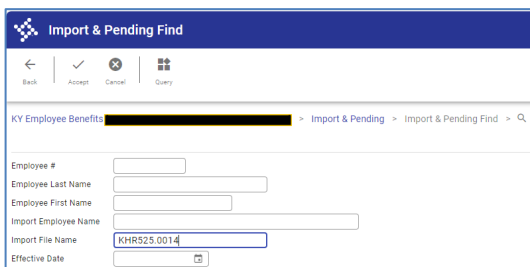 Import & Pending Find
Back Accept Cancel Query
KY Employee Benefits > Import & Pending > Import & Pending Find >
Employee #
Employee Last Name
Employee First Name
Import Employee Name
Import File Name KHR525.0014
Effective Date